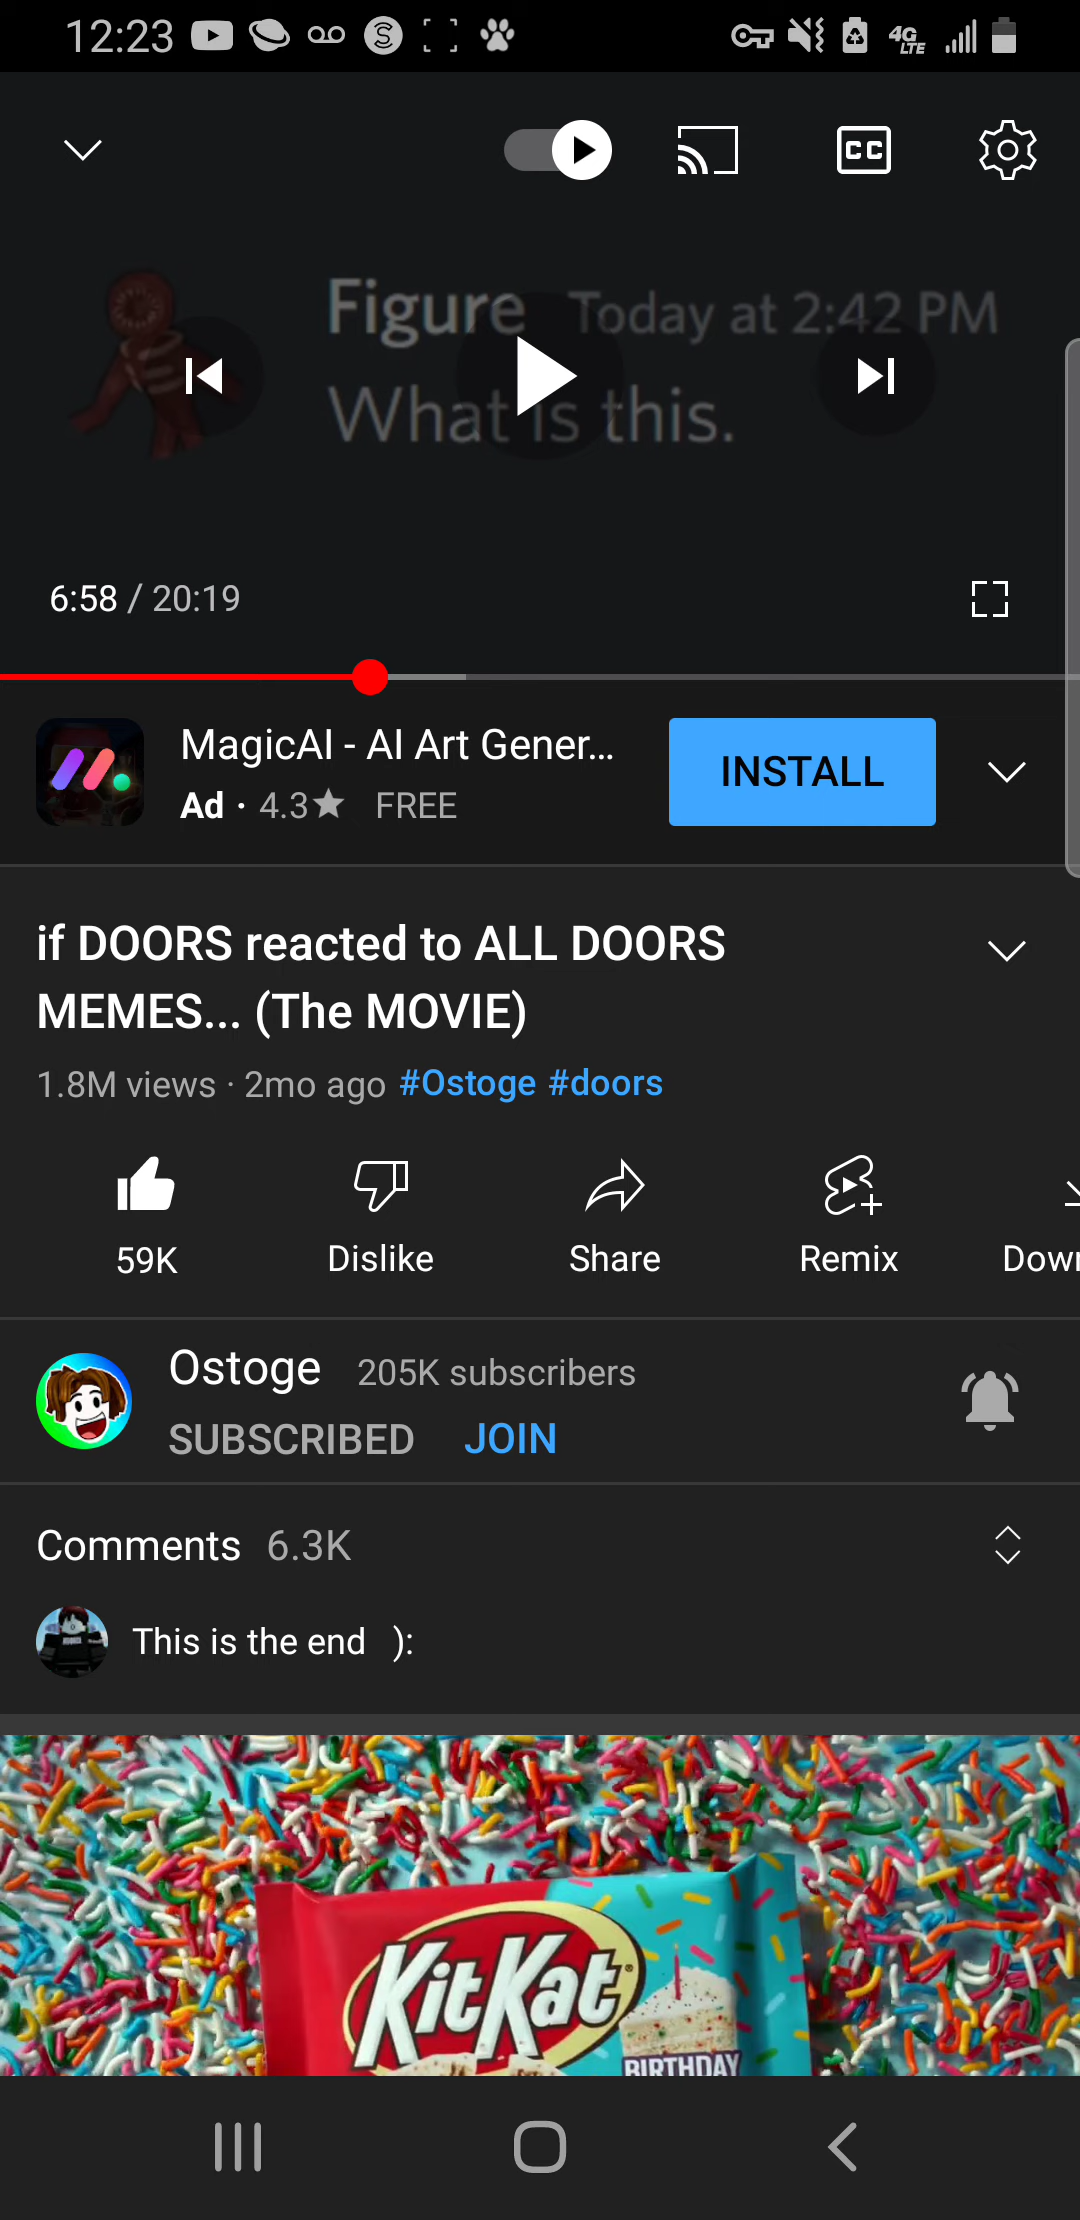 12:23
4G LTE
CC
Figure Today at 2:42 PM
What is this.
6:58 / 20:19
MagicAI - AI Art Gener...
Ad · 4.3★ FREE
INSTALL
if DOORS reacted to ALL DOORS
MEMES... (The MOVIE)
1.8M views · 2mo ago #Ostoge #doors
59K
Dislike
Share
Remix
Down
Ostoge 205K subscribers
SUBSCRIBED JOIN
Comments 6.3K
This is the end ):
KitKat
BIRTHDAY